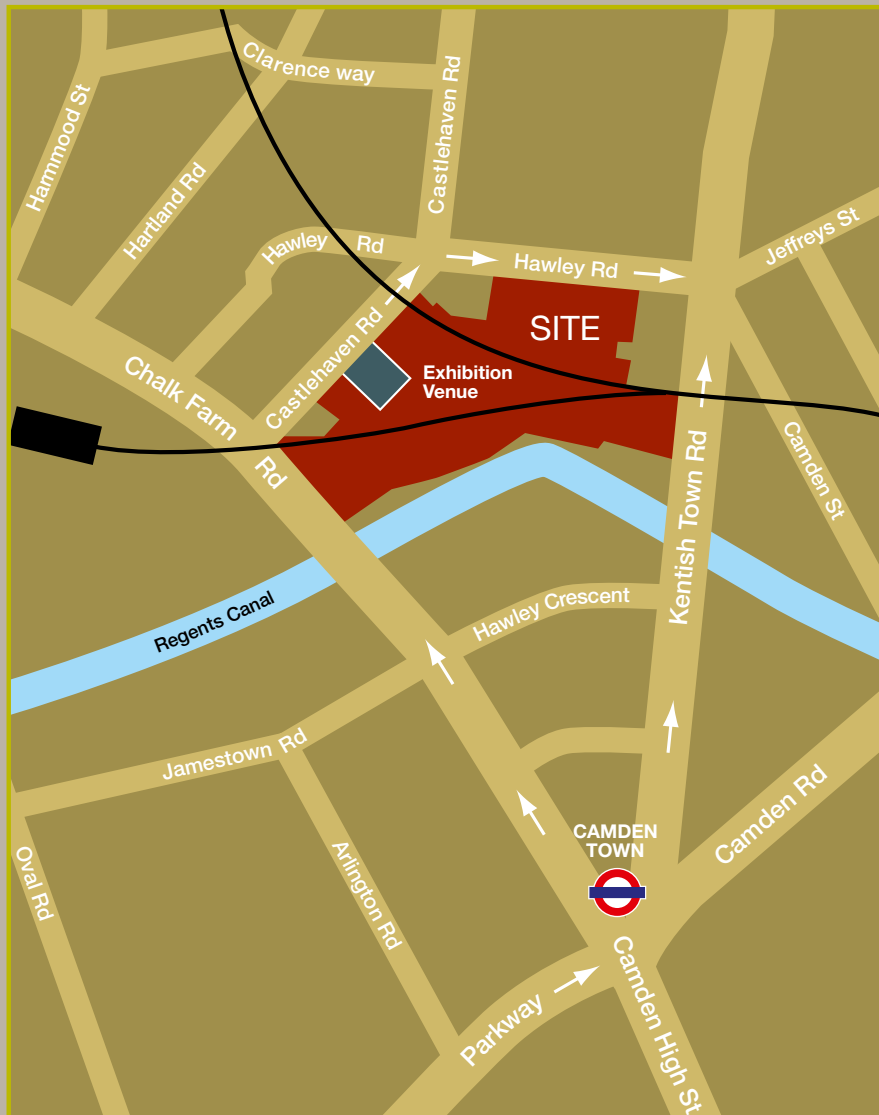 Clarence way
Hammood St
Castlehaven Rd
Hartland Rd
Hawley Rd
Jeffreys St
Hawley Rd
SITE
Castlehaven Rd
Exhibition
Venue
Chalk Farm Rd
Camden St
Kentish Town Rd
Regents Canal
Hawley Crescent
Jamestown Rd
Camden Rd
CAMDEN
TOWN
Oval Rd
Arlington Rd
Camden High St
Parkway